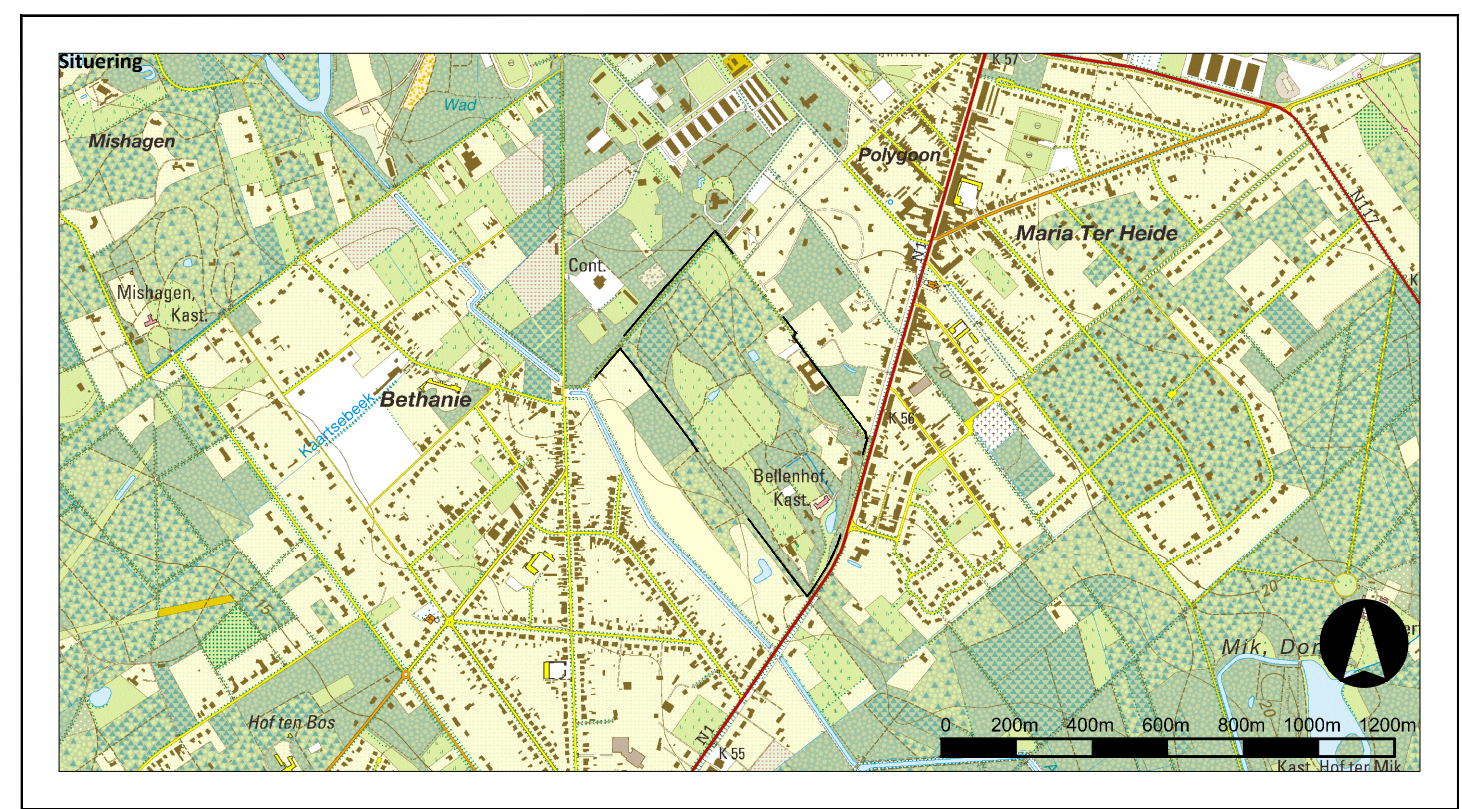 Situering
K 57
Wad
Mishagen
Polygoon
N117
Maria Ter Heide
N1
Cont.
K
Mishagen,
Kast.
20
Bethanie
Kaartsebeek
K 56
Bellenhof,
Kast.
20
15
Mik, Dom
Hof ten Bos
20
0 200m 400m 600m 800m 1000m 1200m
N1
K 55
Kast. Hof ter Mik